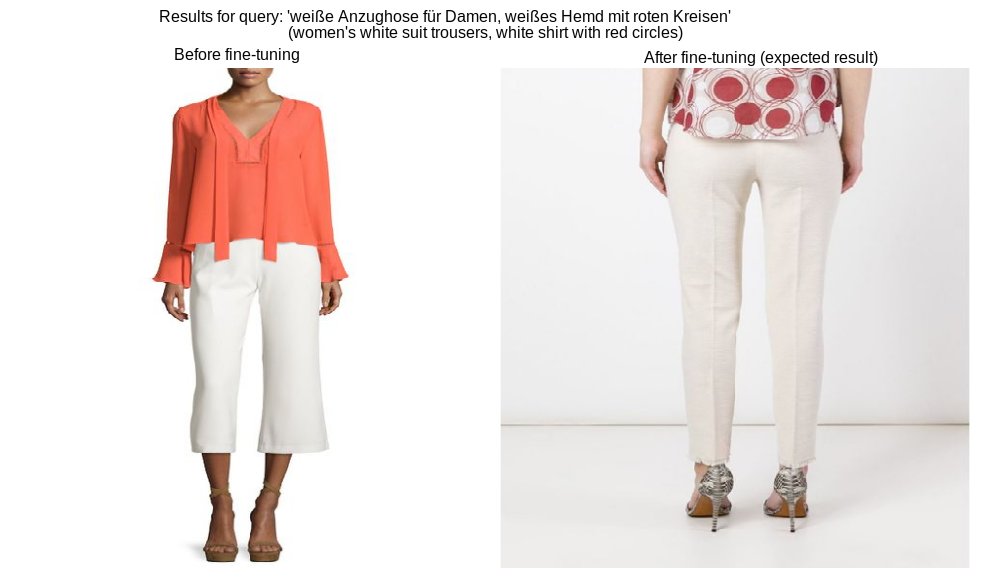 Results for query: 'weiße Anzughose für Damen, weißes Hemd mit roten Kreisen'
(women's white suit trousers, white shirt with red circles)
Before fine-tuning
After fine-tuning (expected result)